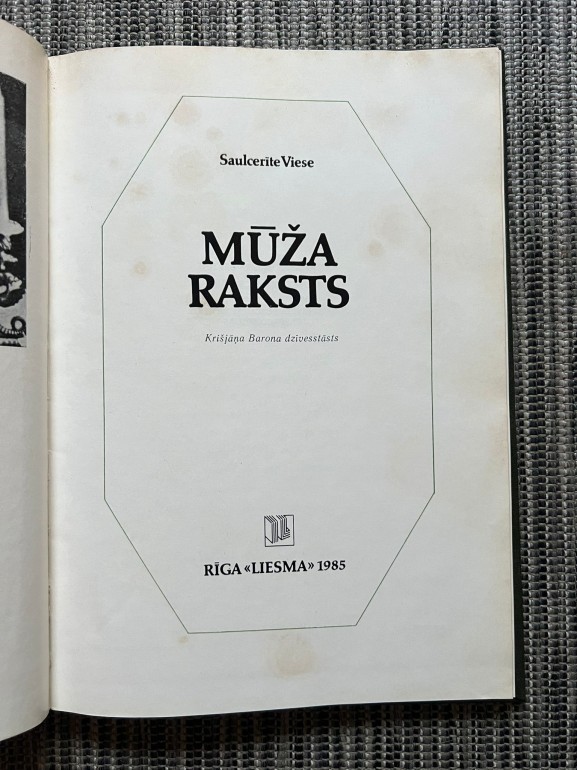 Saulcerīte Viese
MŪŽA
RAKSTS
Krišjāņa Barona dzīvesstāsts
RĪGA «LIESMA» 1985